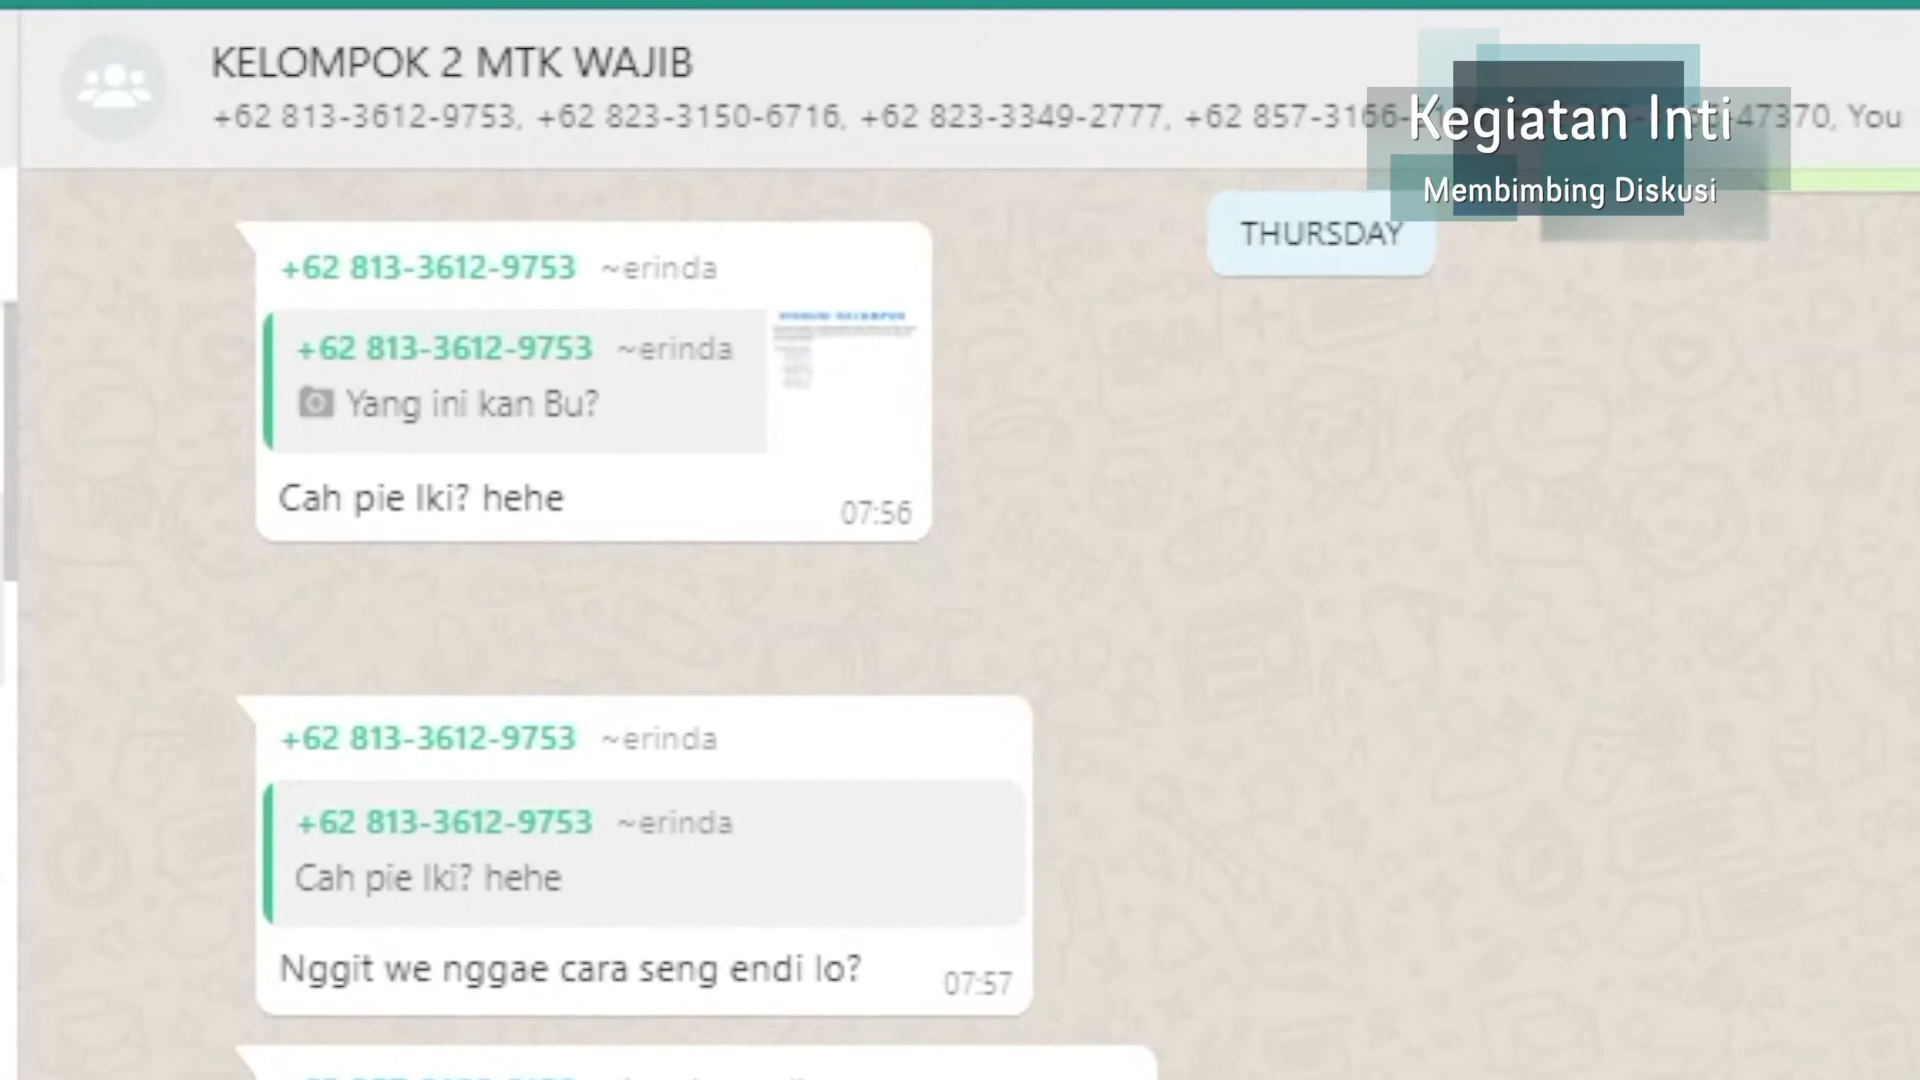 KELOMPOK 2 MTK WAJIB
+62 813-3612-9753, +62 823-3150-6716, +62 823-3349-2777, +62 857-3166- 47370, You
Kegiatan Inti
Membimbing Diskusi
THURSDAY
+62 813-3612-9753 ~erinda
+62 813-3612-9753 ~erinda
Yang ini kan Bu?
Cah pie Iki? hehe
07:56
+62 813-3612-9753 ~erinda
+62 813-3612-9753 ~erinda
Cah pie Iki? hehe
Nggit we nggae cara seng endi lo?
07:57